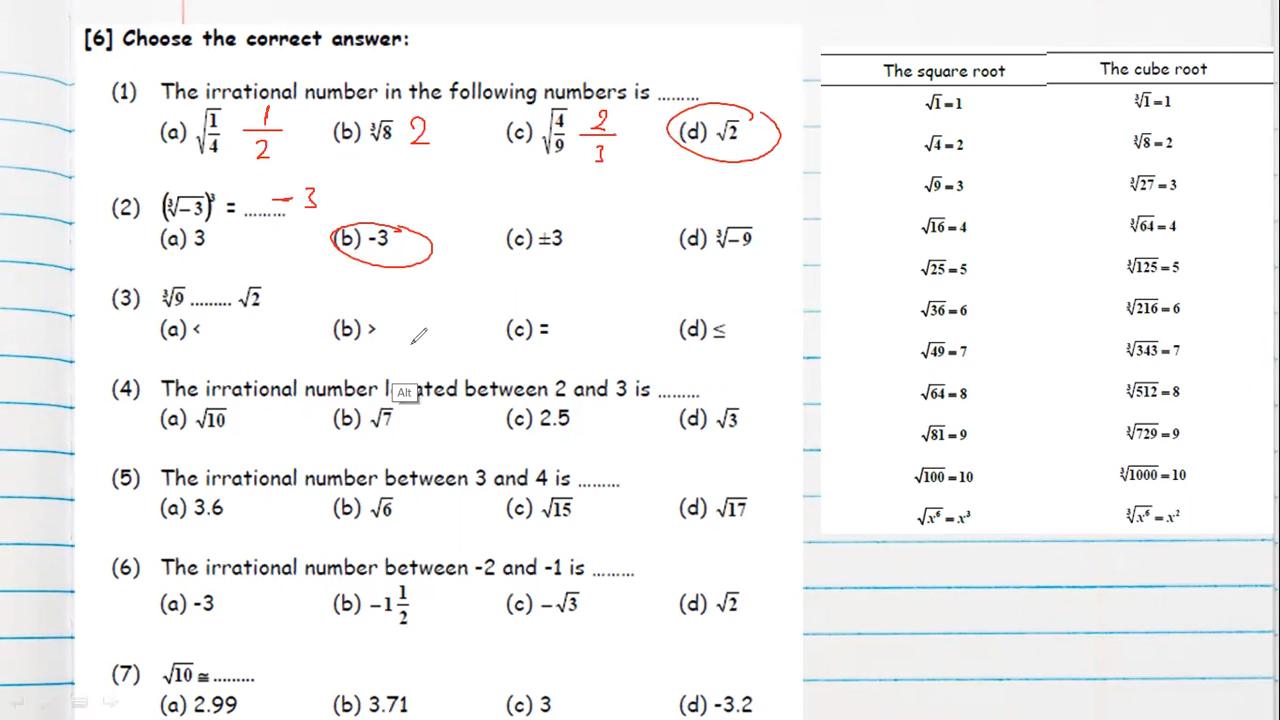 [6] Choose the correct answer:
(1) The irrational number in the following numbers is .........
(a) √(1/4) 1/2 (b) ∛8 2 (c) √(4/9) 2/3 (d) √2
(2) (∛-3)³ = ......... -3
(a) 3 (b) -3 (c) ±3 (d) ∛-9
(3) ∛9 ......... √2
(a) < (b) > (c) = (d) ≤
(4) The irrational number l ated between 2 and 3 is .........
Alt
(a) √10 (b) √7 (c) 2.5 (d) √3
(5) The irrational number between 3 and 4 is .........
(a) 3.6 (b) √6 (c) √15 (d) √17
(6) The irrational number between -2 and -1 is .........
(a) -3 (b) -1 1/2 (c) -√3 (d) √2
(7) √10 ≅ .........
(a) 2.99 (b) 3.71 (c) 3 (d) -3.2
The square root The cube root
√1 = 1 ∛1 = 1
√4 = 2 ∛8 = 2
√9 = 3 ∛27 = 3
√16 = 4 ∛64 = 4
√25 = 5 ∛125 = 5
√36 = 6 ∛216 = 6
√49 = 7 ∛343 = 7
√64 = 8 ∛512 = 8
√81 = 9 ∛729 = 9
√100 = 10 ∛1000 = 10
√x⁶ = x³ ∛x⁶ = x²